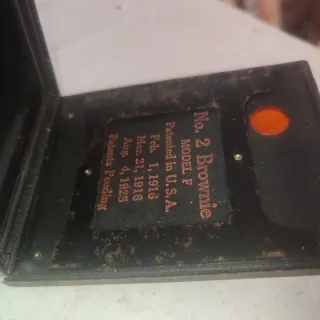 No. 2 Brownie
MODEL F
Patented in U.S.A.
Feb. 1, 1916
Mar. 21, 1916
Aug. 4, 1925
Patents Pending